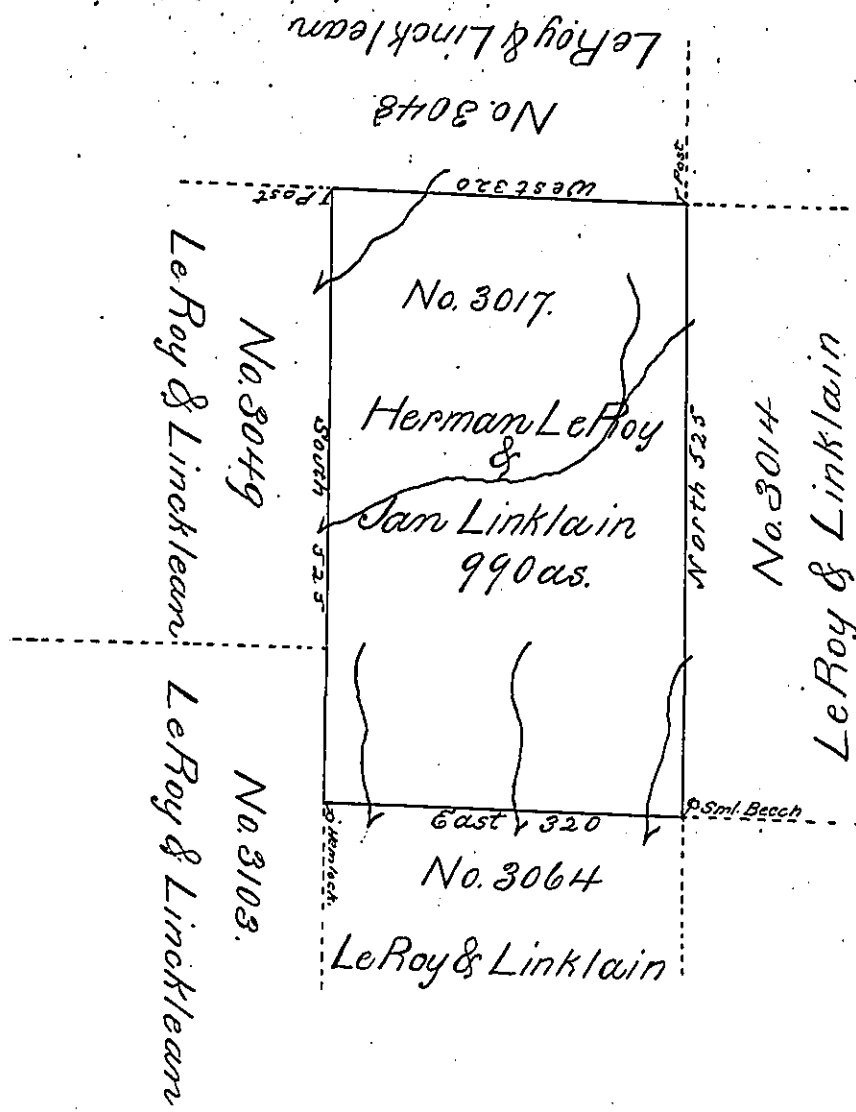 LeRoy & Lincklean
No. 3048
T Post
West 320
T Post
No. 3049
LeRoy & Lincklean
South 525
No. 3017.
Herman LeRoy
&
Jan Linklain
990 as.
North 525
No. 3014
LeRoy & Linklain
No. 3103.
LeRoy & Lincklean
Hemlock.
East 320
Sml. Beech
No. 3064
LeRoy & Linklain